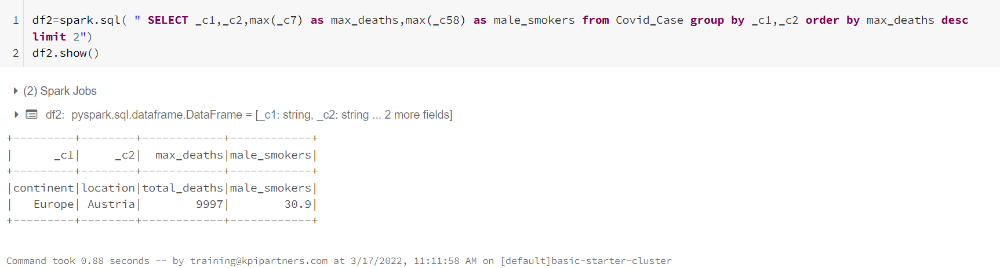 1 df2=spark.sql( " SELECT _c1,_c2,max(_c7) as max_deaths,max(_c58) as male_smokers from Covid_Case group by _c1,_c2 order by max_deaths desc
limit 2")
2 df2.show()
(2) Spark Jobs
df2: pyspark.sql.dataframe.DataFrame = [_c1: string, _c2: string ... 2 more fields]
+---------+--------+------------+------------+
|      _c1|     _c2|  max_deaths|male_smokers|
+---------+--------+------------+------------+
|continent|location|total_deaths|male_smokers|
|   Europe| Austria|        9997|        30.9|
+---------+--------+------------+------------+
Command took 0.88 seconds -- by training@kpipartners.com at 3/17/2022, 11:11:58 AM on [default]basic-starter-cluster